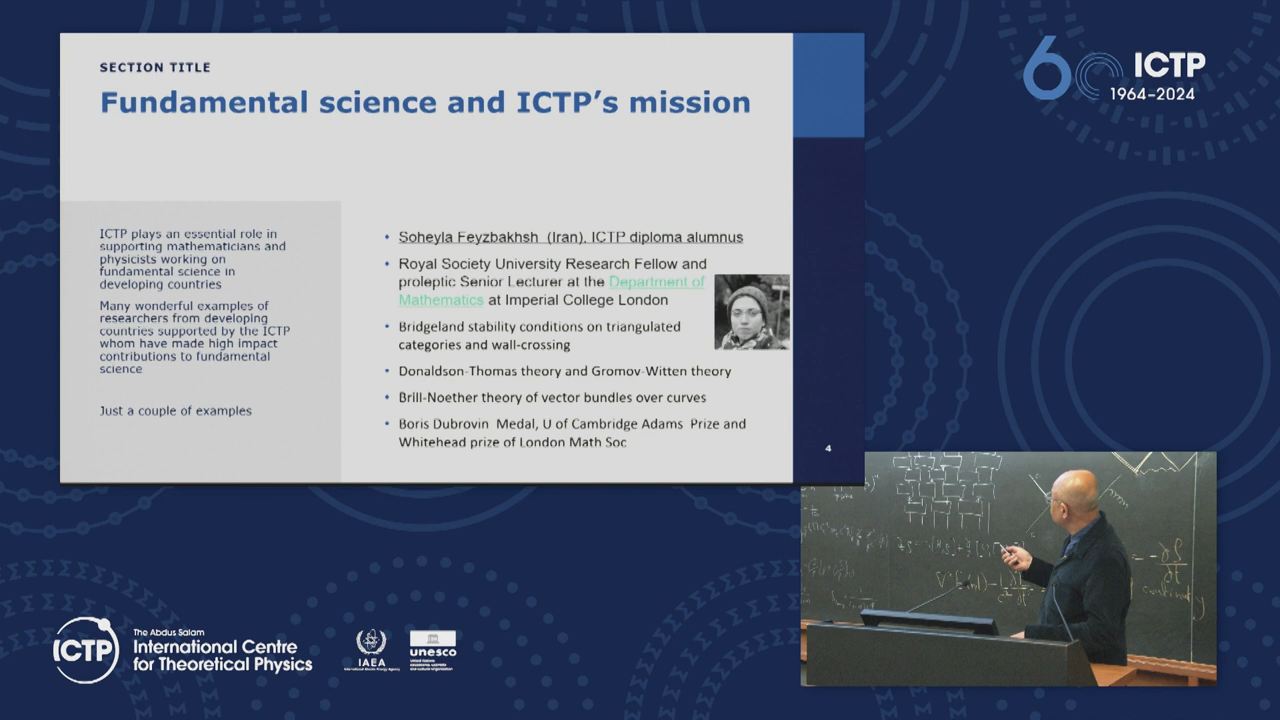 SECTION TITLE
Fundamental science and ICTP's mission
ICTP plays an essential role in
supporting mathematicians and
physicists working on
fundamental science in
developing countries
Many wonderful examples of
researchers from developing
countries supported by the ICTP
whom have made high impact
contributions to fundamental
science
Just a couple of examples
• Soheyla Feyzbakhsh (Iran), ICTP diploma alumnus
• Royal Society University Research Fellow and
proleptic Senior Lecturer at the Department of
Mathematics at Imperial College London
• Bridgeland stability conditions on triangulated
categories and wall-crossing
• Donaldson-Thomas theory and Gromov-Witten theory
• Brill-Noether theory of vector bundles over curves
• Boris Dubrovin Medal, U of Cambridge Adams Prize and
Whitehead prize of London Math Soc
4
60 ICTP
1964–2024
ICTP
The Abdus Salam
International Centre
for Theoretical Physics
IAEA
International Atomic Energy Agency
unesco